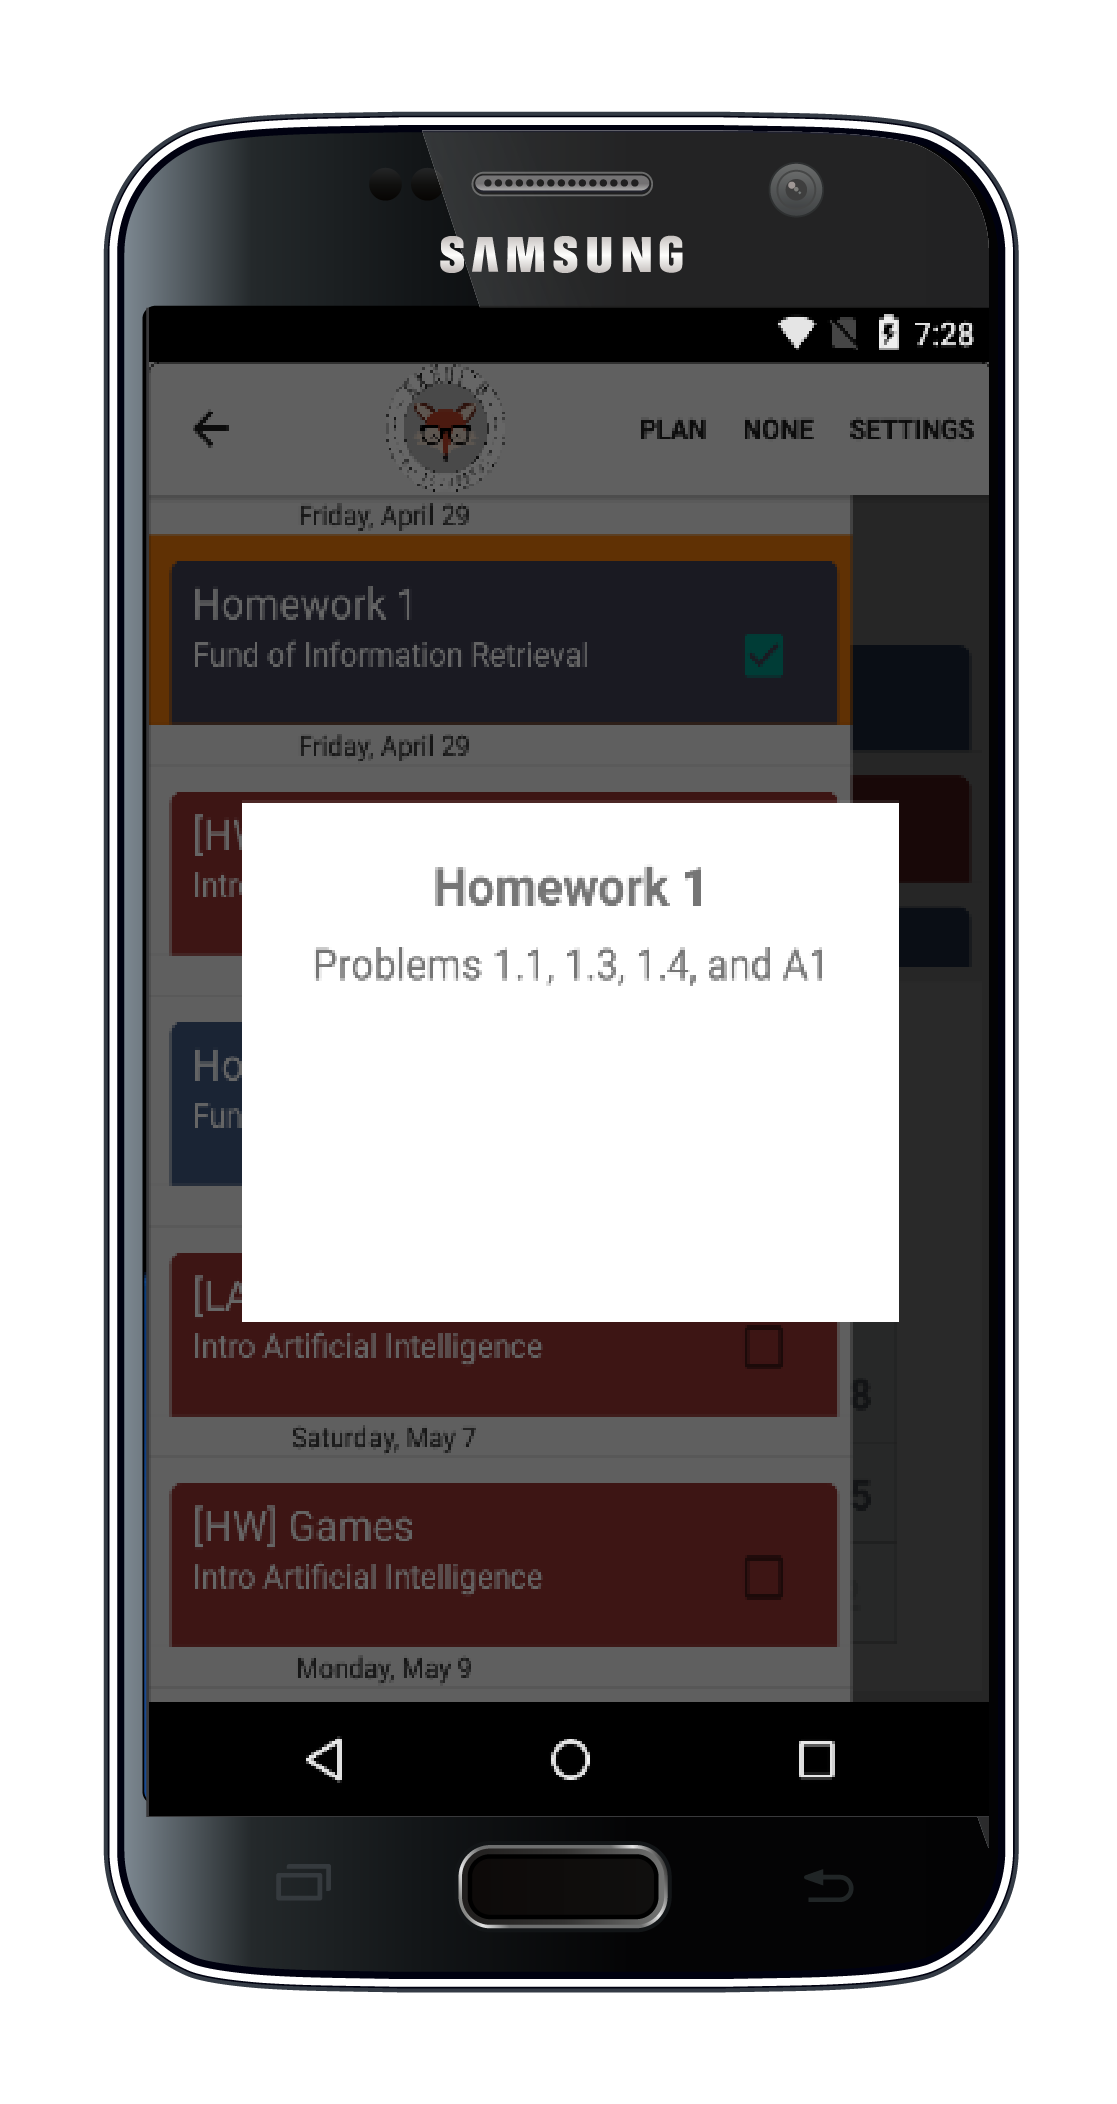 SAMSUNG
7:28
PLAN NONE SETTINGS
Friday, April 29
Homework 1
Fund of Information Retrieval
Friday, April 29
[HW
Intr
Homework 1
Problems 1.1, 1.3, 1.4, and A1
Ho
Fun
[LA
Intro Artificial Intelligence
8
Saturday, May 7
5
[HW] Games
Intro Artificial Intelligence
Monday, May 9